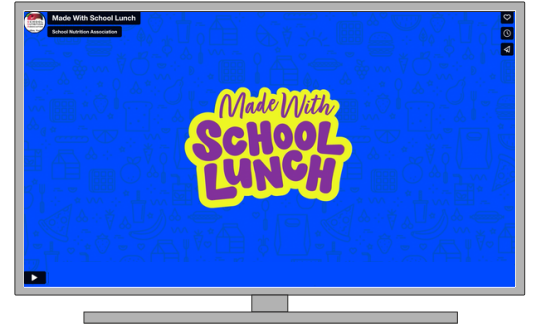 Made With School Lunch
School Nutrition Association
Made With
SCHOOL
LUNCH